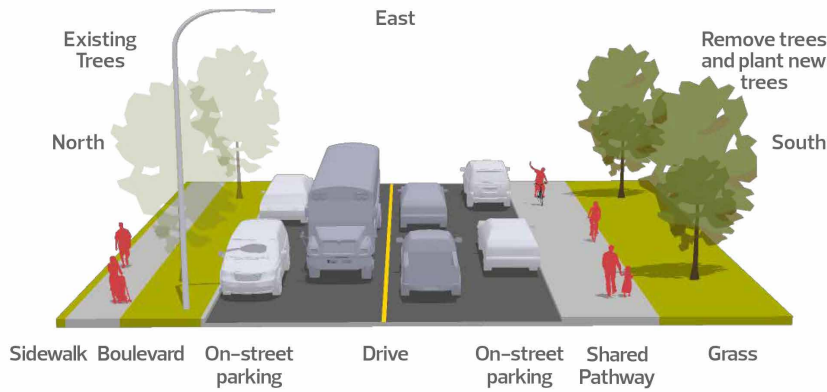 East
Existing
Trees
Remove trees
and plant new
trees
North
South
Sidewalk
Boulevard
On-street
parking
Drive
On-street
parking
Shared
Pathway
Grass